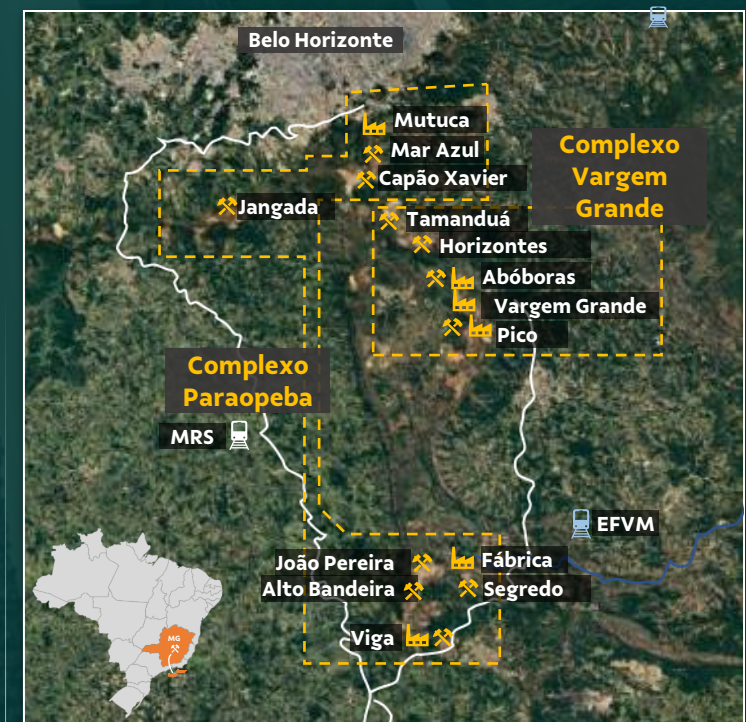 Belo Horizonte
Mutuca
Mar Azul
Capão Xavier
Complexo
Vargem
Grande
Jangada
Tamanduá
Horizontes
Abóboras
Vargem Grande
Pico
Complexo
Paraopeba
MRS
EFVM
João Pereira
Fábrica
Alto Bandeira
Segredo
Viga
MG